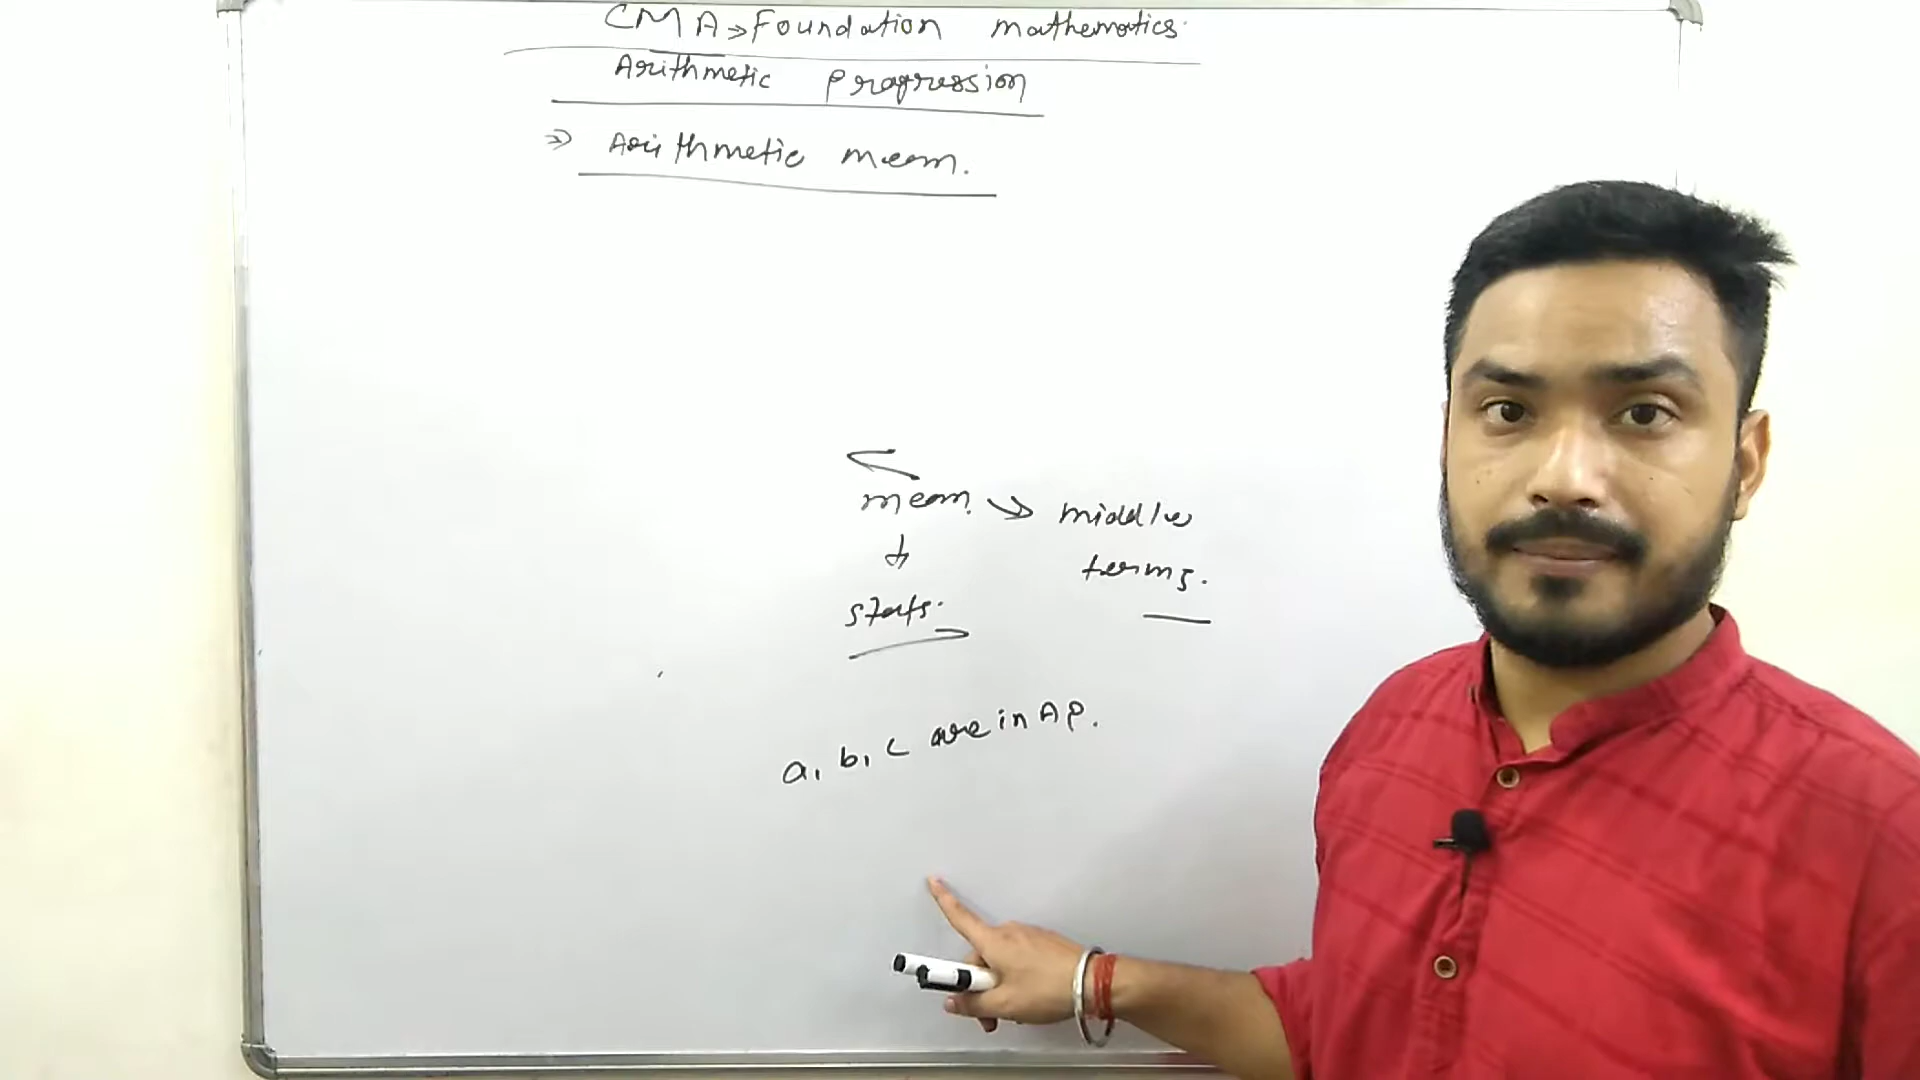 CMA → Foundation mathematics.
Arithmetic Progression
⇒ Arithmetic mean.
mean. → middle
terms.
↓
stats.
a, b, c are in AP.